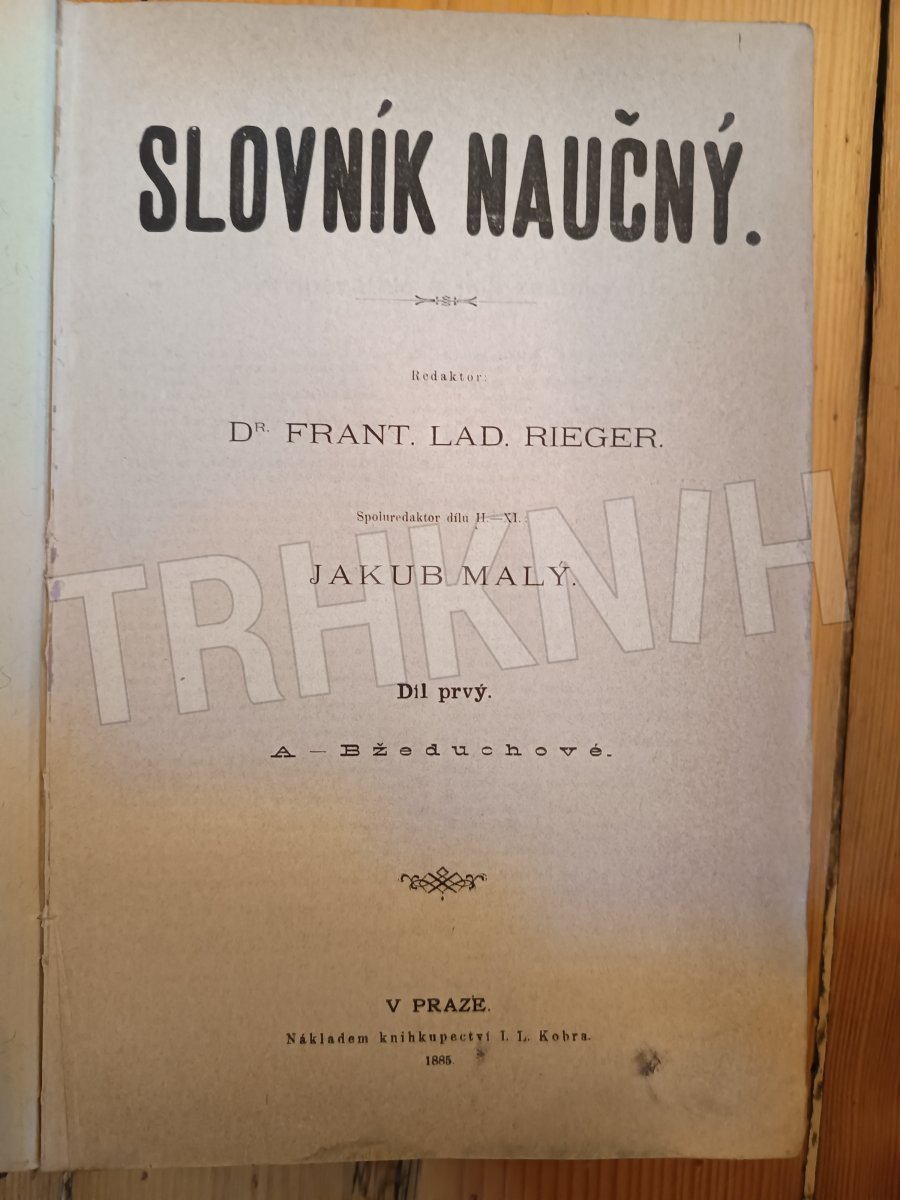 SLOVNÍK NAUČNÝ.
Redaktor:
DR. FRANT. LAD. RIEGER.
Spoluredaktor dílu II.—XI.:
JAKUB MALÝ.
TRHKNIH
Díl prvý.
A — Bžeduchové.
V PRAZE.
Nákladem knihkupectví I. L. Kobra.
1885.